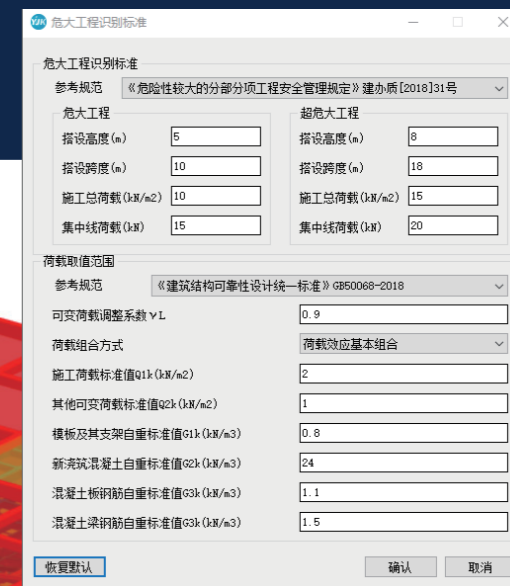 YJK 危大工程识别标准
危大工程识别标准
参考规范 《危险性较大的分部分项工程安全管理规定》建办质[2018]31号
危大工程 超危大工程
搭设高度(m) 5 搭设高度(m) 8
搭设跨度(m) 10 搭设跨度(m) 18
施工总荷载(kN/m2) 10 施工总荷载(kN/m2) 15
集中线荷载(kN) 15 集中线荷载(kN) 20
荷载取值范围
参考规范 《建筑结构可靠性设计统一标准》GB50068-2018
可变荷载调整系数γL 0.9
荷载组合方式 荷载效应基本组合
施工荷载标准值Q1k(kN/m2) 2
其他可变荷载标准值Q2k(kN/m2) 1
模板及其支架自重标准值G1k(kN/m3) 0.8
新浇筑混凝土自重标准值G2k(kN/m3) 24
混凝土板钢筋自重标准值G3k(kN/m3) 1.1
混凝土梁钢筋自重标准值G3k(kN/m3) 1.5
恢复默认 确认 取消